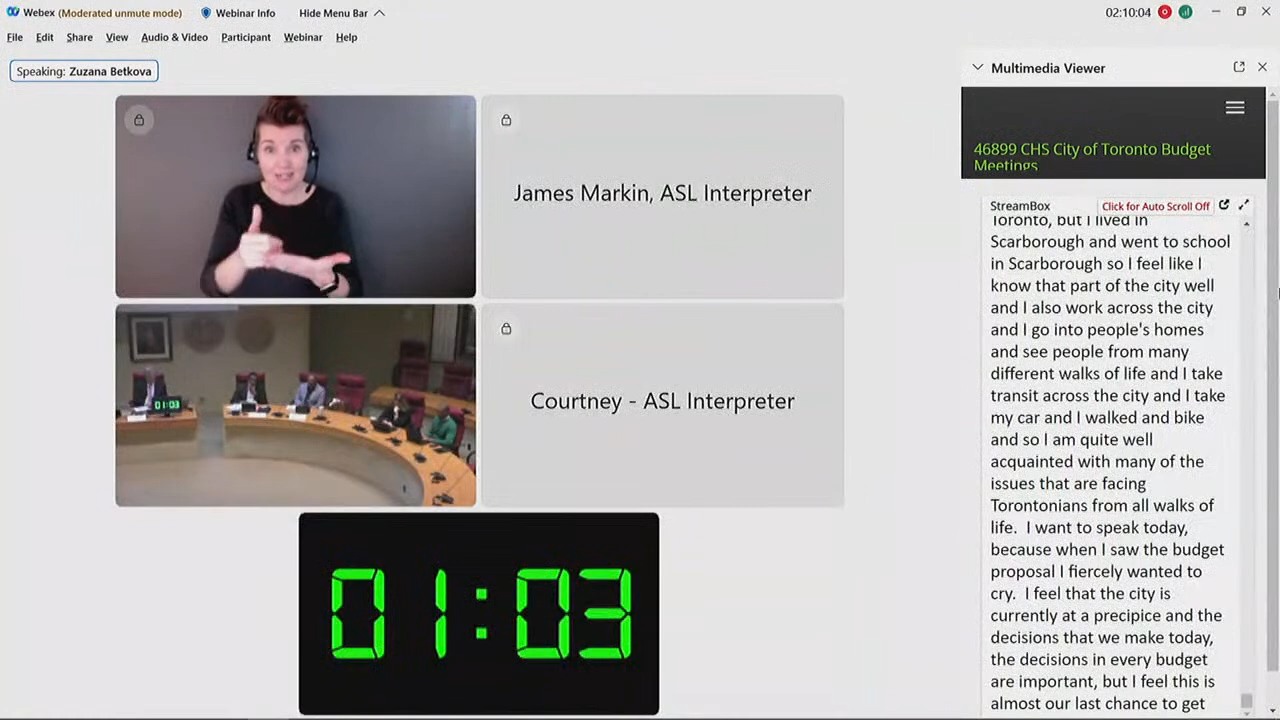 Webex (Moderated unmute mode) Webinar Info Hide Menu Bar 02:10:04
File Edit Share View Audio & Video Participant Webinar Help
Speaking: Zuzana Betkova
James Markin, ASL Interpreter
01:03
Courtney - ASL Interpreter
01:03
Multimedia Viewer
46899 CHS City of Toronto Budget
Meetings
StreamBox Click for Auto Scroll Off
Toronto, but I lived in
Scarborough and went to school
in Scarborough so I feel like I
know that part of the city well
and I also work across the city
and I go into people's homes
and see people from many
different walks of life and I take
transit across the city and I take
my car and I walked and bike
and so I am quite well
acquainted with many of the
issues that are facing
Torontonians from all walks of
life. I want to speak today,
because when I saw the budget
proposal I fiercely wanted to
cry. I feel that the city is
currently at a precipice and the
decisions that we make today,
the decisions in every budget
are important, but I feel this is
almost our last chance to get